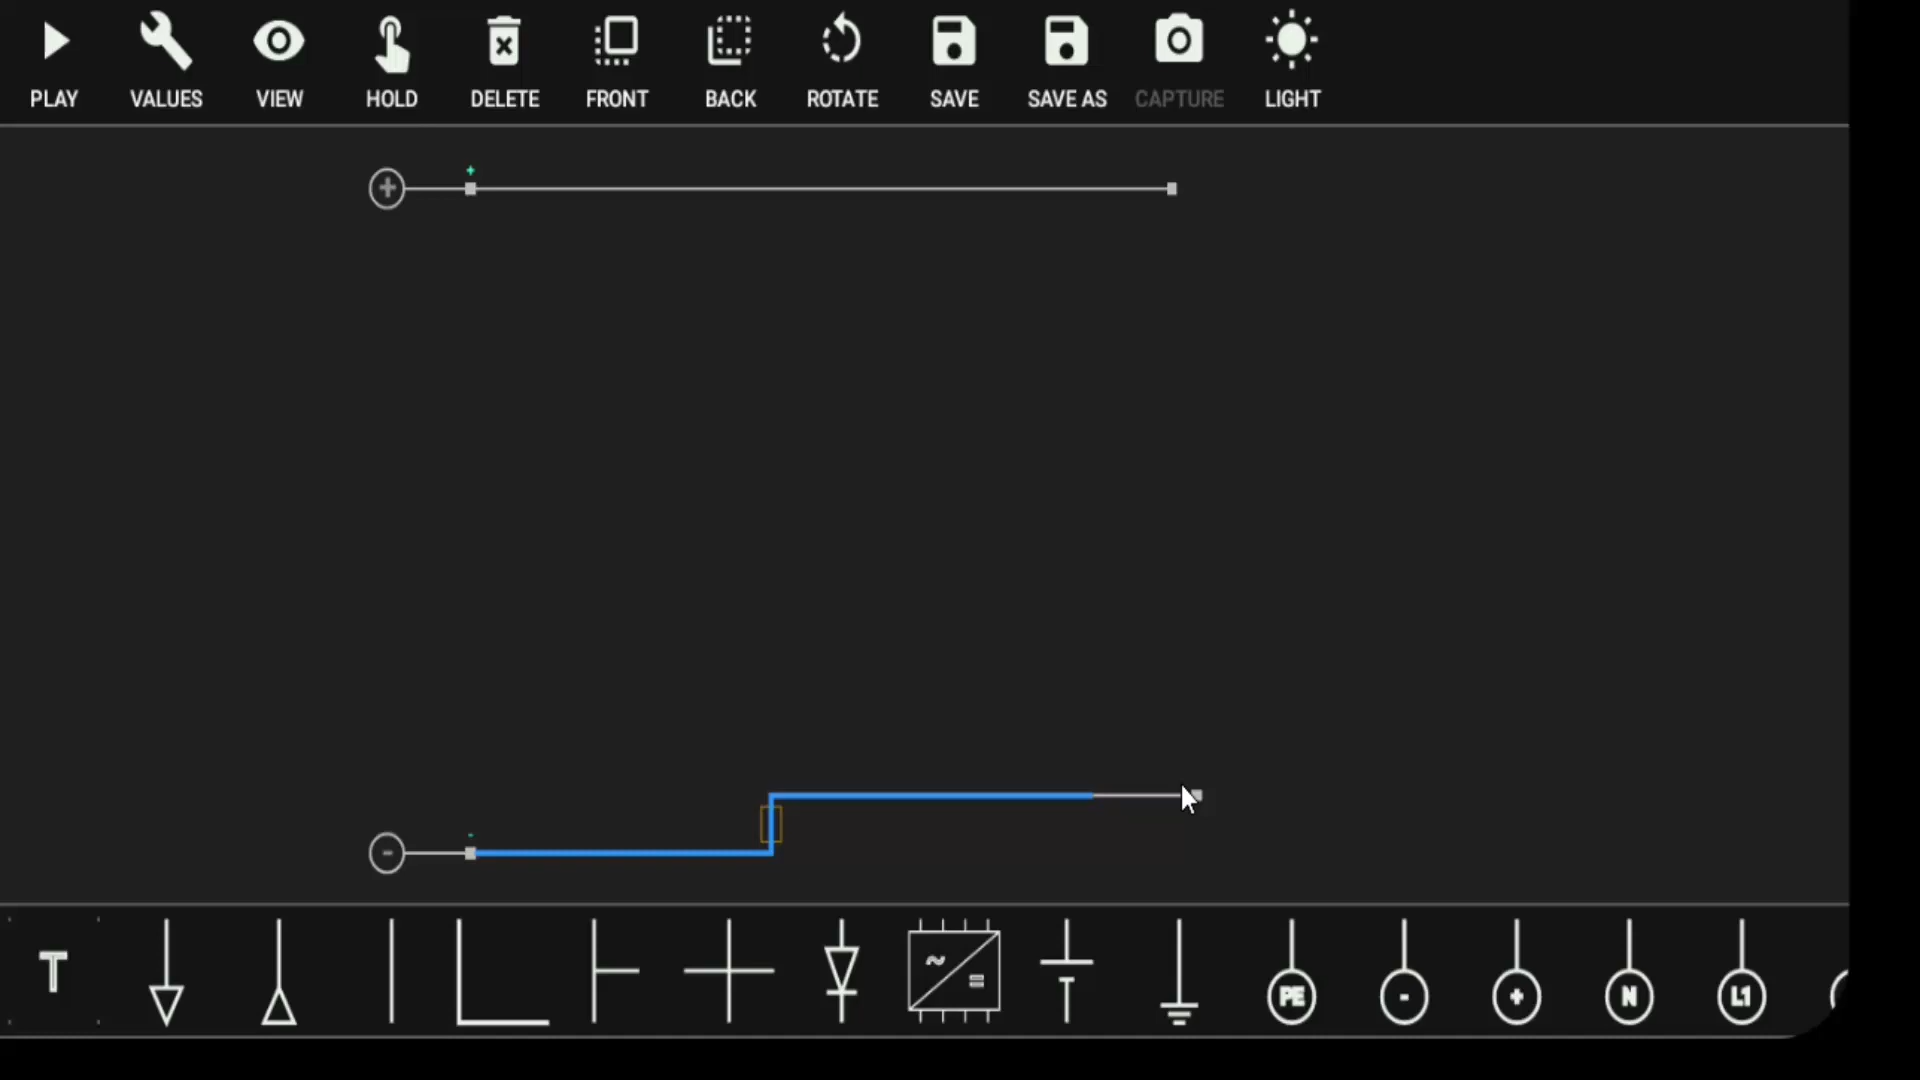 PLAY VALUES VIEW HOLD DELETE FRONT BACK ROTATE SAVE SAVE AS CAPTURE LIGHT
+
+
-
-
T ~ = PE - + N L1